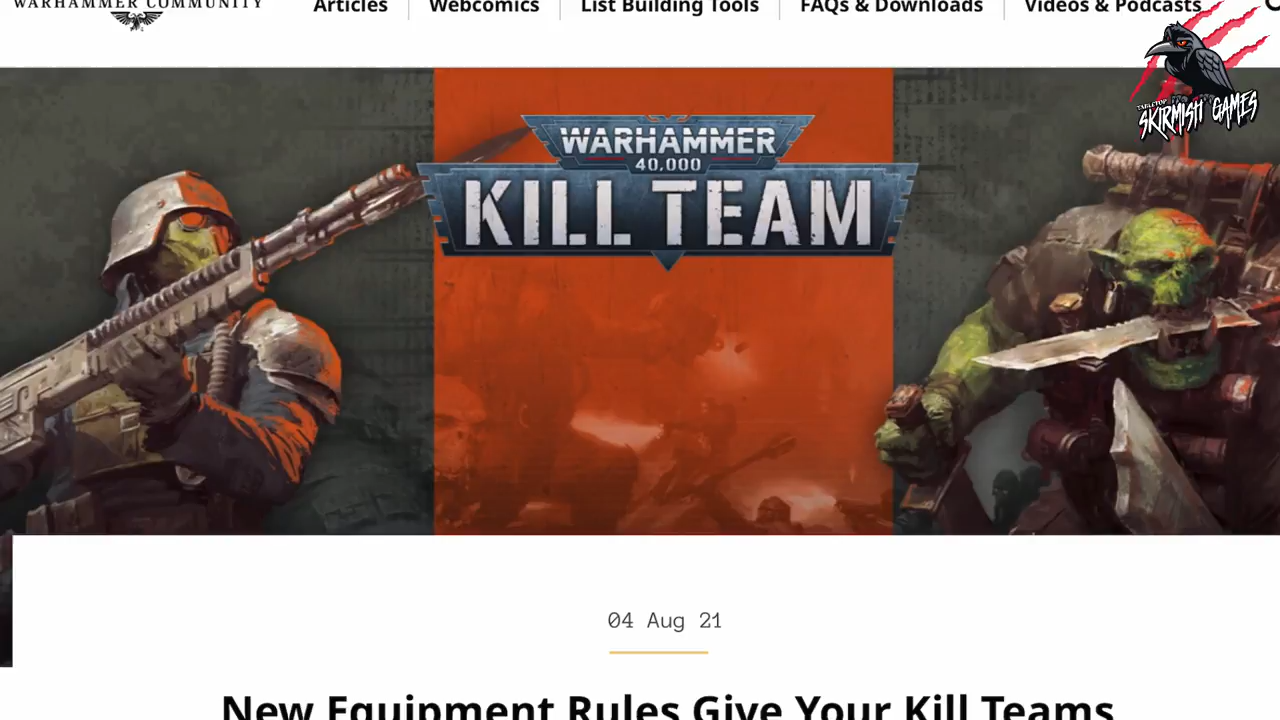 WARHAMMER COMMUNITY
Articles
Webcomics
List Building Tools
FAQs & Downloads
Videos & Podcasts
TABLETOP
SKIRMISH GAMES
WARHAMMER
40,000
KILL TEAM
04 Aug 21
New Equipment Rules Give Your Kill Teams